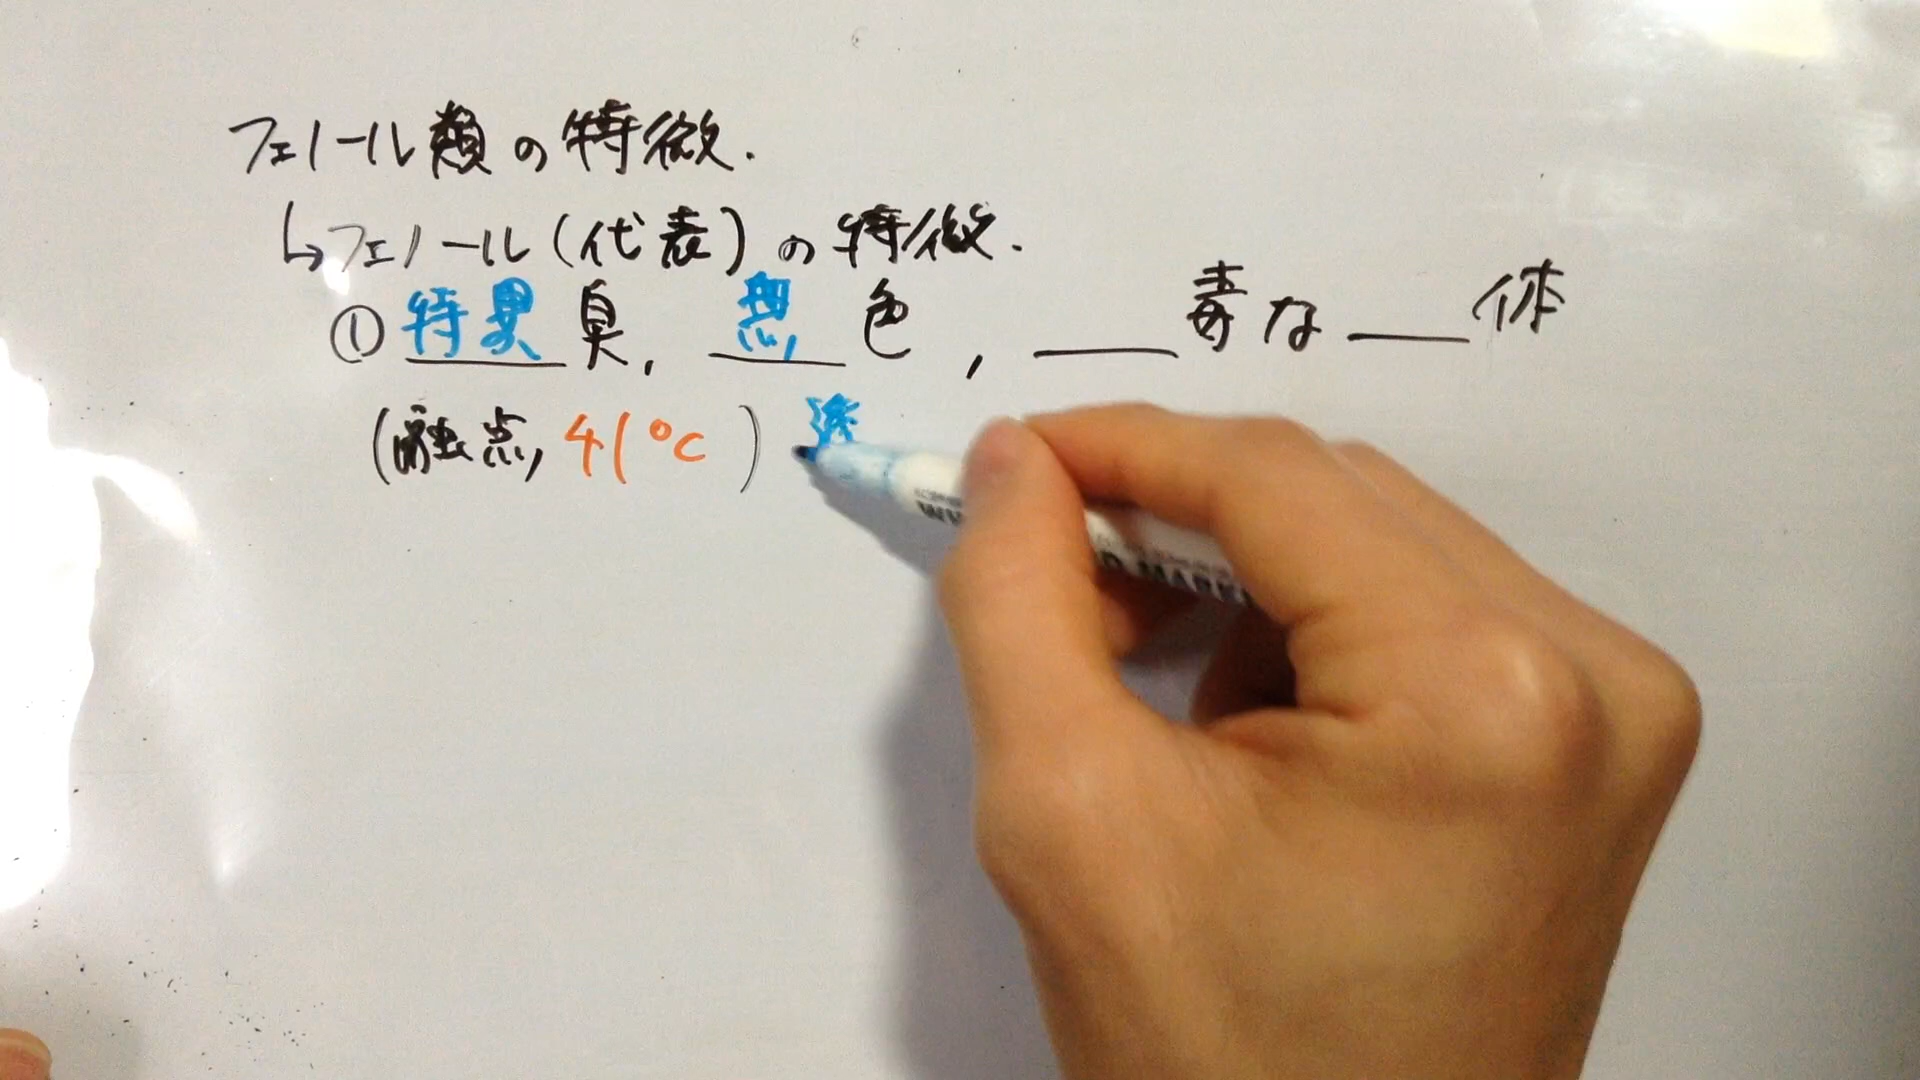 フェノール類の特徴.
↳フェノール(代表)の特徴.
① 特異臭, 無色, ___毒な___体
(融点, 41℃)
透